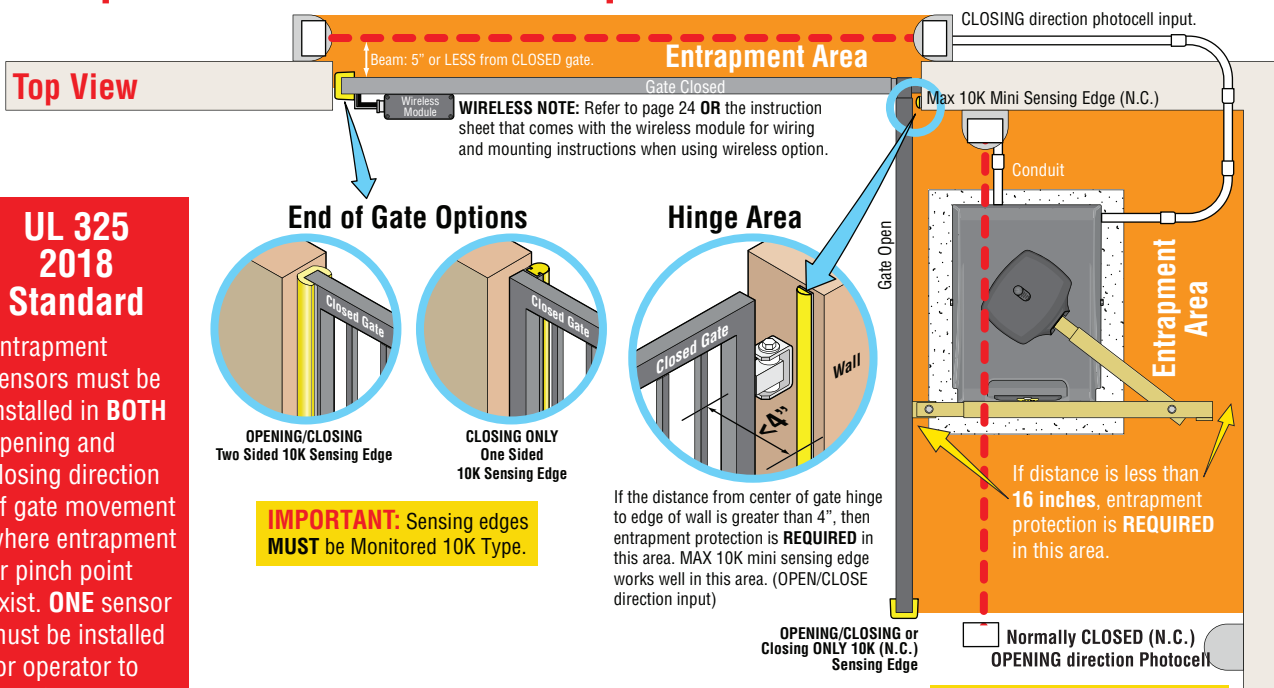 CLOSING direction photocell input.
Beam: 5" or LESS from CLOSED gate.
Entrapment Area
Top View
Gate Closed
Wireless
Module
WIRELESS NOTE: Refer to page 24 OR the instruction
sheet that comes with the wireless module for wiring
and mounting instructions when using wireless option.
Max 10K Mini Sensing Edge (N.C.)
Conduit
UL 325
2018
Standard
sensors must be
installed in BOTH
opening and
closing direction
of gate movement
where entrapment
or pinch point
exist. ONE sensor
must be installed
for operator to
End of Gate Options
Closed Gate
OPENING/CLOSING
Two Sided 10K Sensing Edge
Closed Gate
CLOSING ONLY
One Sided
10K Sensing Edge
IMPORTANT: Sensing edges
MUST be Monitored 10K Type.
Hinge Area
Closed Gate
Wall
<4"
If the distance from center of gate hinge
to edge of wall is greater than 4", then
entrapment protection is REQUIRED in
this area. MAX 10K mini sensing edge
works well in this area. (OPEN/CLOSE
direction input)
Gate Open
Entrapment
Area
If distance is less than
16 inches, entrapment
protection is REQUIRED
in this area.
OPENING/CLOSING or
Closing ONLY 10K (N.C.)
Sensing Edge
Normally CLOSED (N.C.)
OPENING direction Photocell